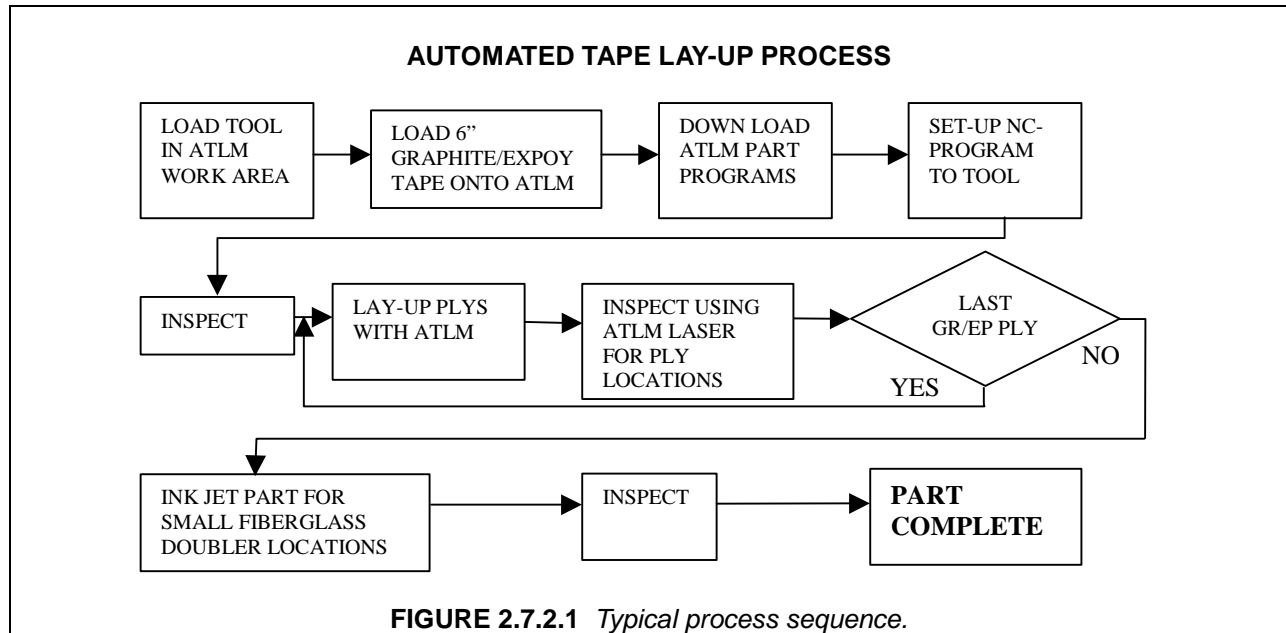 AUTOMATED TAPE LAY-UP PROCESS
LOAD TOOL
IN ATLM
WORK AREA
LOAD 6”
GRAPHITE/EXPOY
TAPE ONTO ATLM
DOWN LOAD
ATLM PART
PROGRAMS
SET-UP NC-
PROGRAM
TO TOOL
INSPECT
LAY-UP PLYS
WITH ATLM
INSPECT USING
ATLM LASER
FOR PLY
LOCATIONS
LAST
GR/EP PLY
NO
YES
INK JET PART FOR
SMALL FIBERGLASS
DOUBLER LOCATIONS
INSPECT
PART
COMPLETE
FIGURE 2.7.2.1 Typical process sequence.